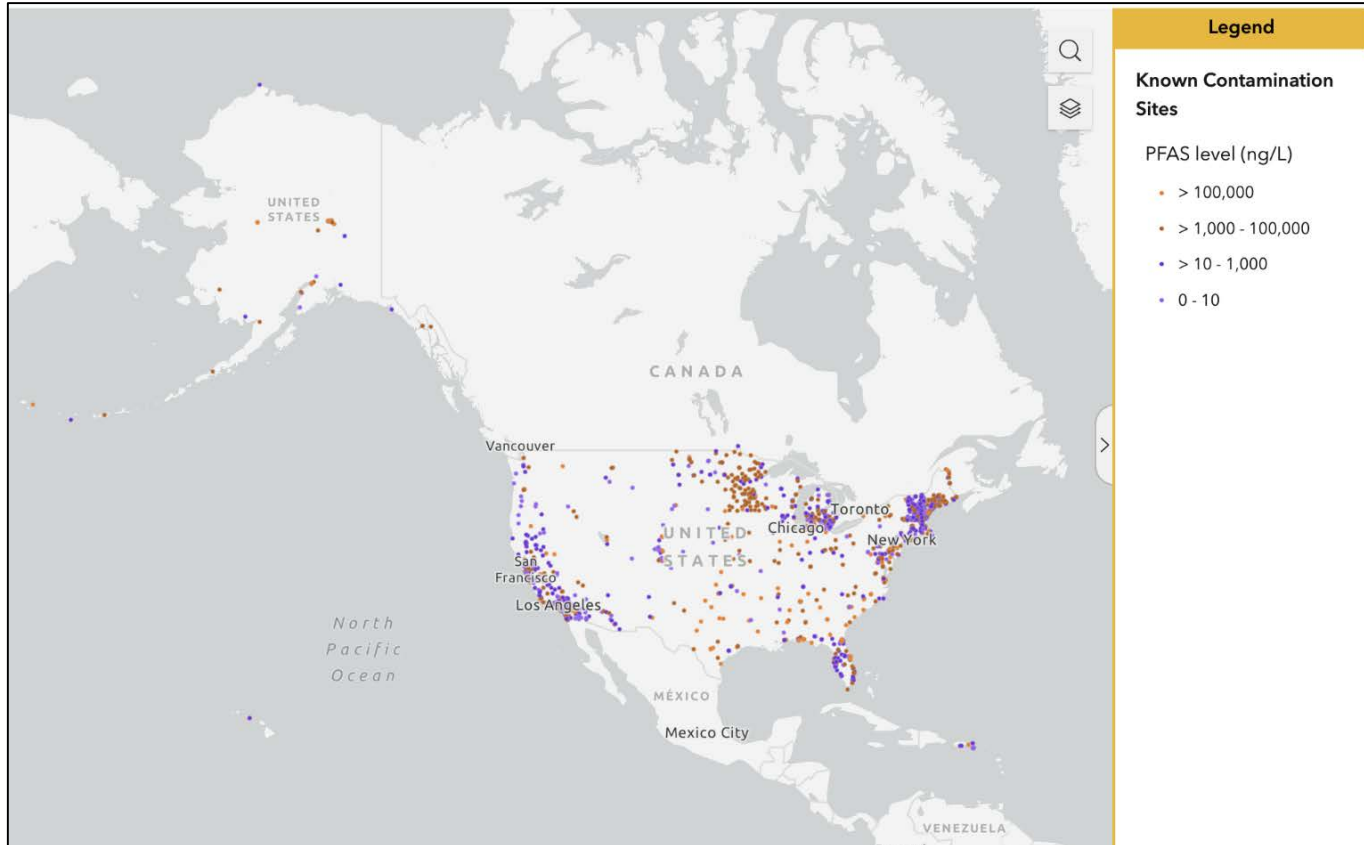 Legend
Known Contamination
Sites
PFAS level (ng/L)
> 100,000
> 1,000 - 100,000
> 10 - 1,000
0 - 10
UNITED
STATES
CANADA
Vancouver
Toronto
Chicago
New York
UNITED
STATES
San
Francisco
Los Angeles
North
Pacific
Ocean
MÉXICO
Mexico City
VENEZUELA